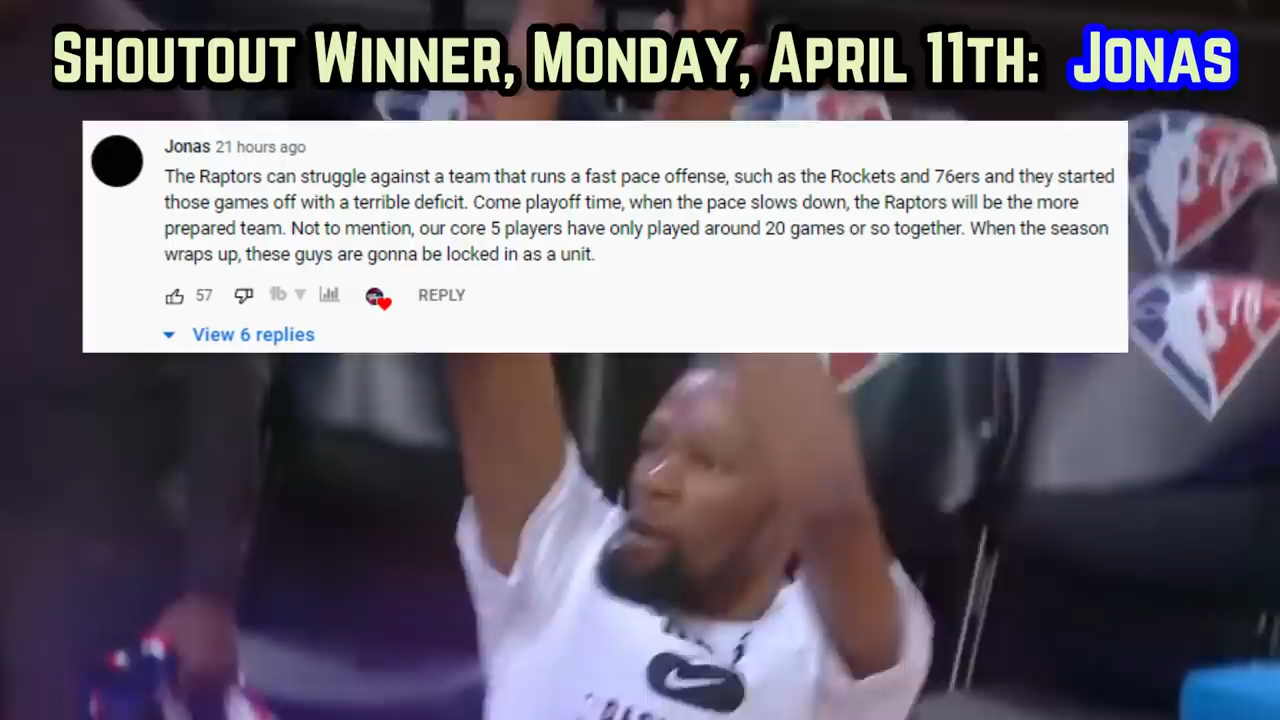 Shoutout Winner, Monday, April 11th: Jonas
Jonas 21 hours ago
The Raptors can struggle against a team that runs a fast pace offense, such as the Rockets and 76ers and they started
those games off with a terrible deficit. Come playoff time, when the pace slows down, the Raptors will be the more
prepared team. Not to mention, our core 5 players have only played around 20 games or so together. When the season
wraps up, these guys are gonna be locked in as a unit.
57
REPLY
View 6 replies